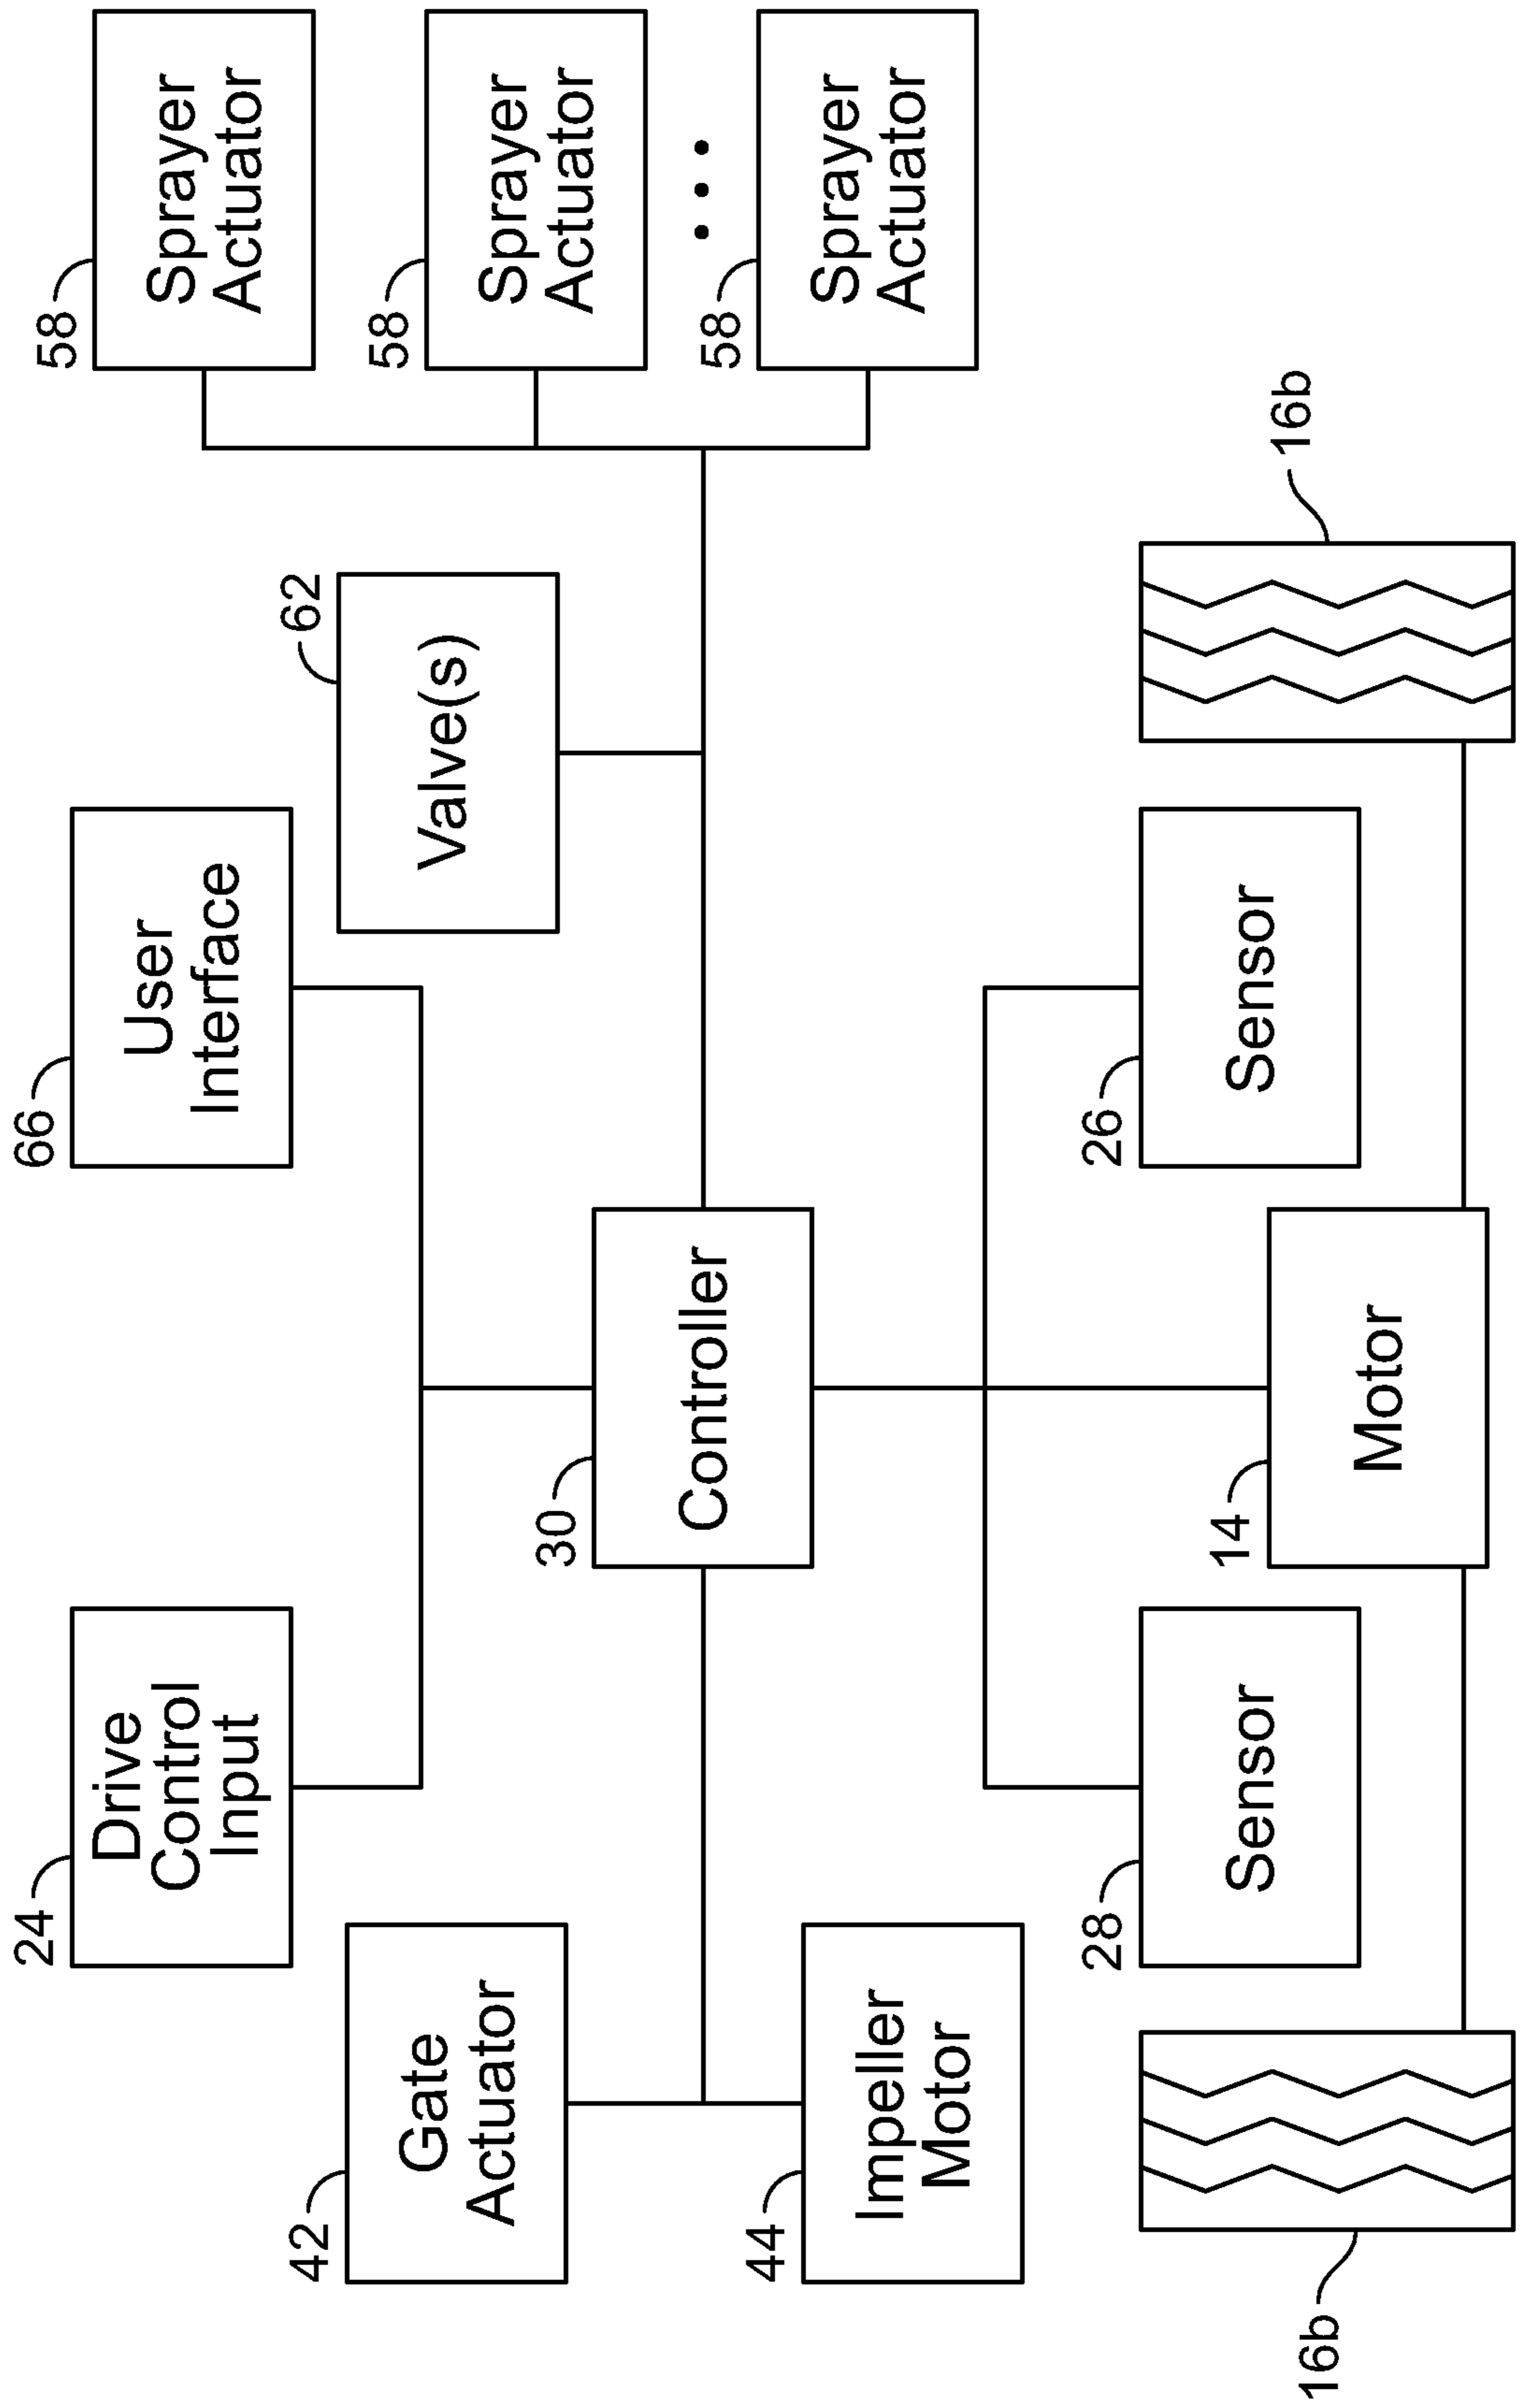 24
Drive
Control
Input
66
User
Interface
58
Sprayer
Actuator
42
Gate
Actuator
62
Valve(s)
58
Sprayer
Actuator
30
Controller
44
Impeller
Motor
58
Sprayer
Actuator
28
Sensor
26
Sensor
14
Motor
16b
16b